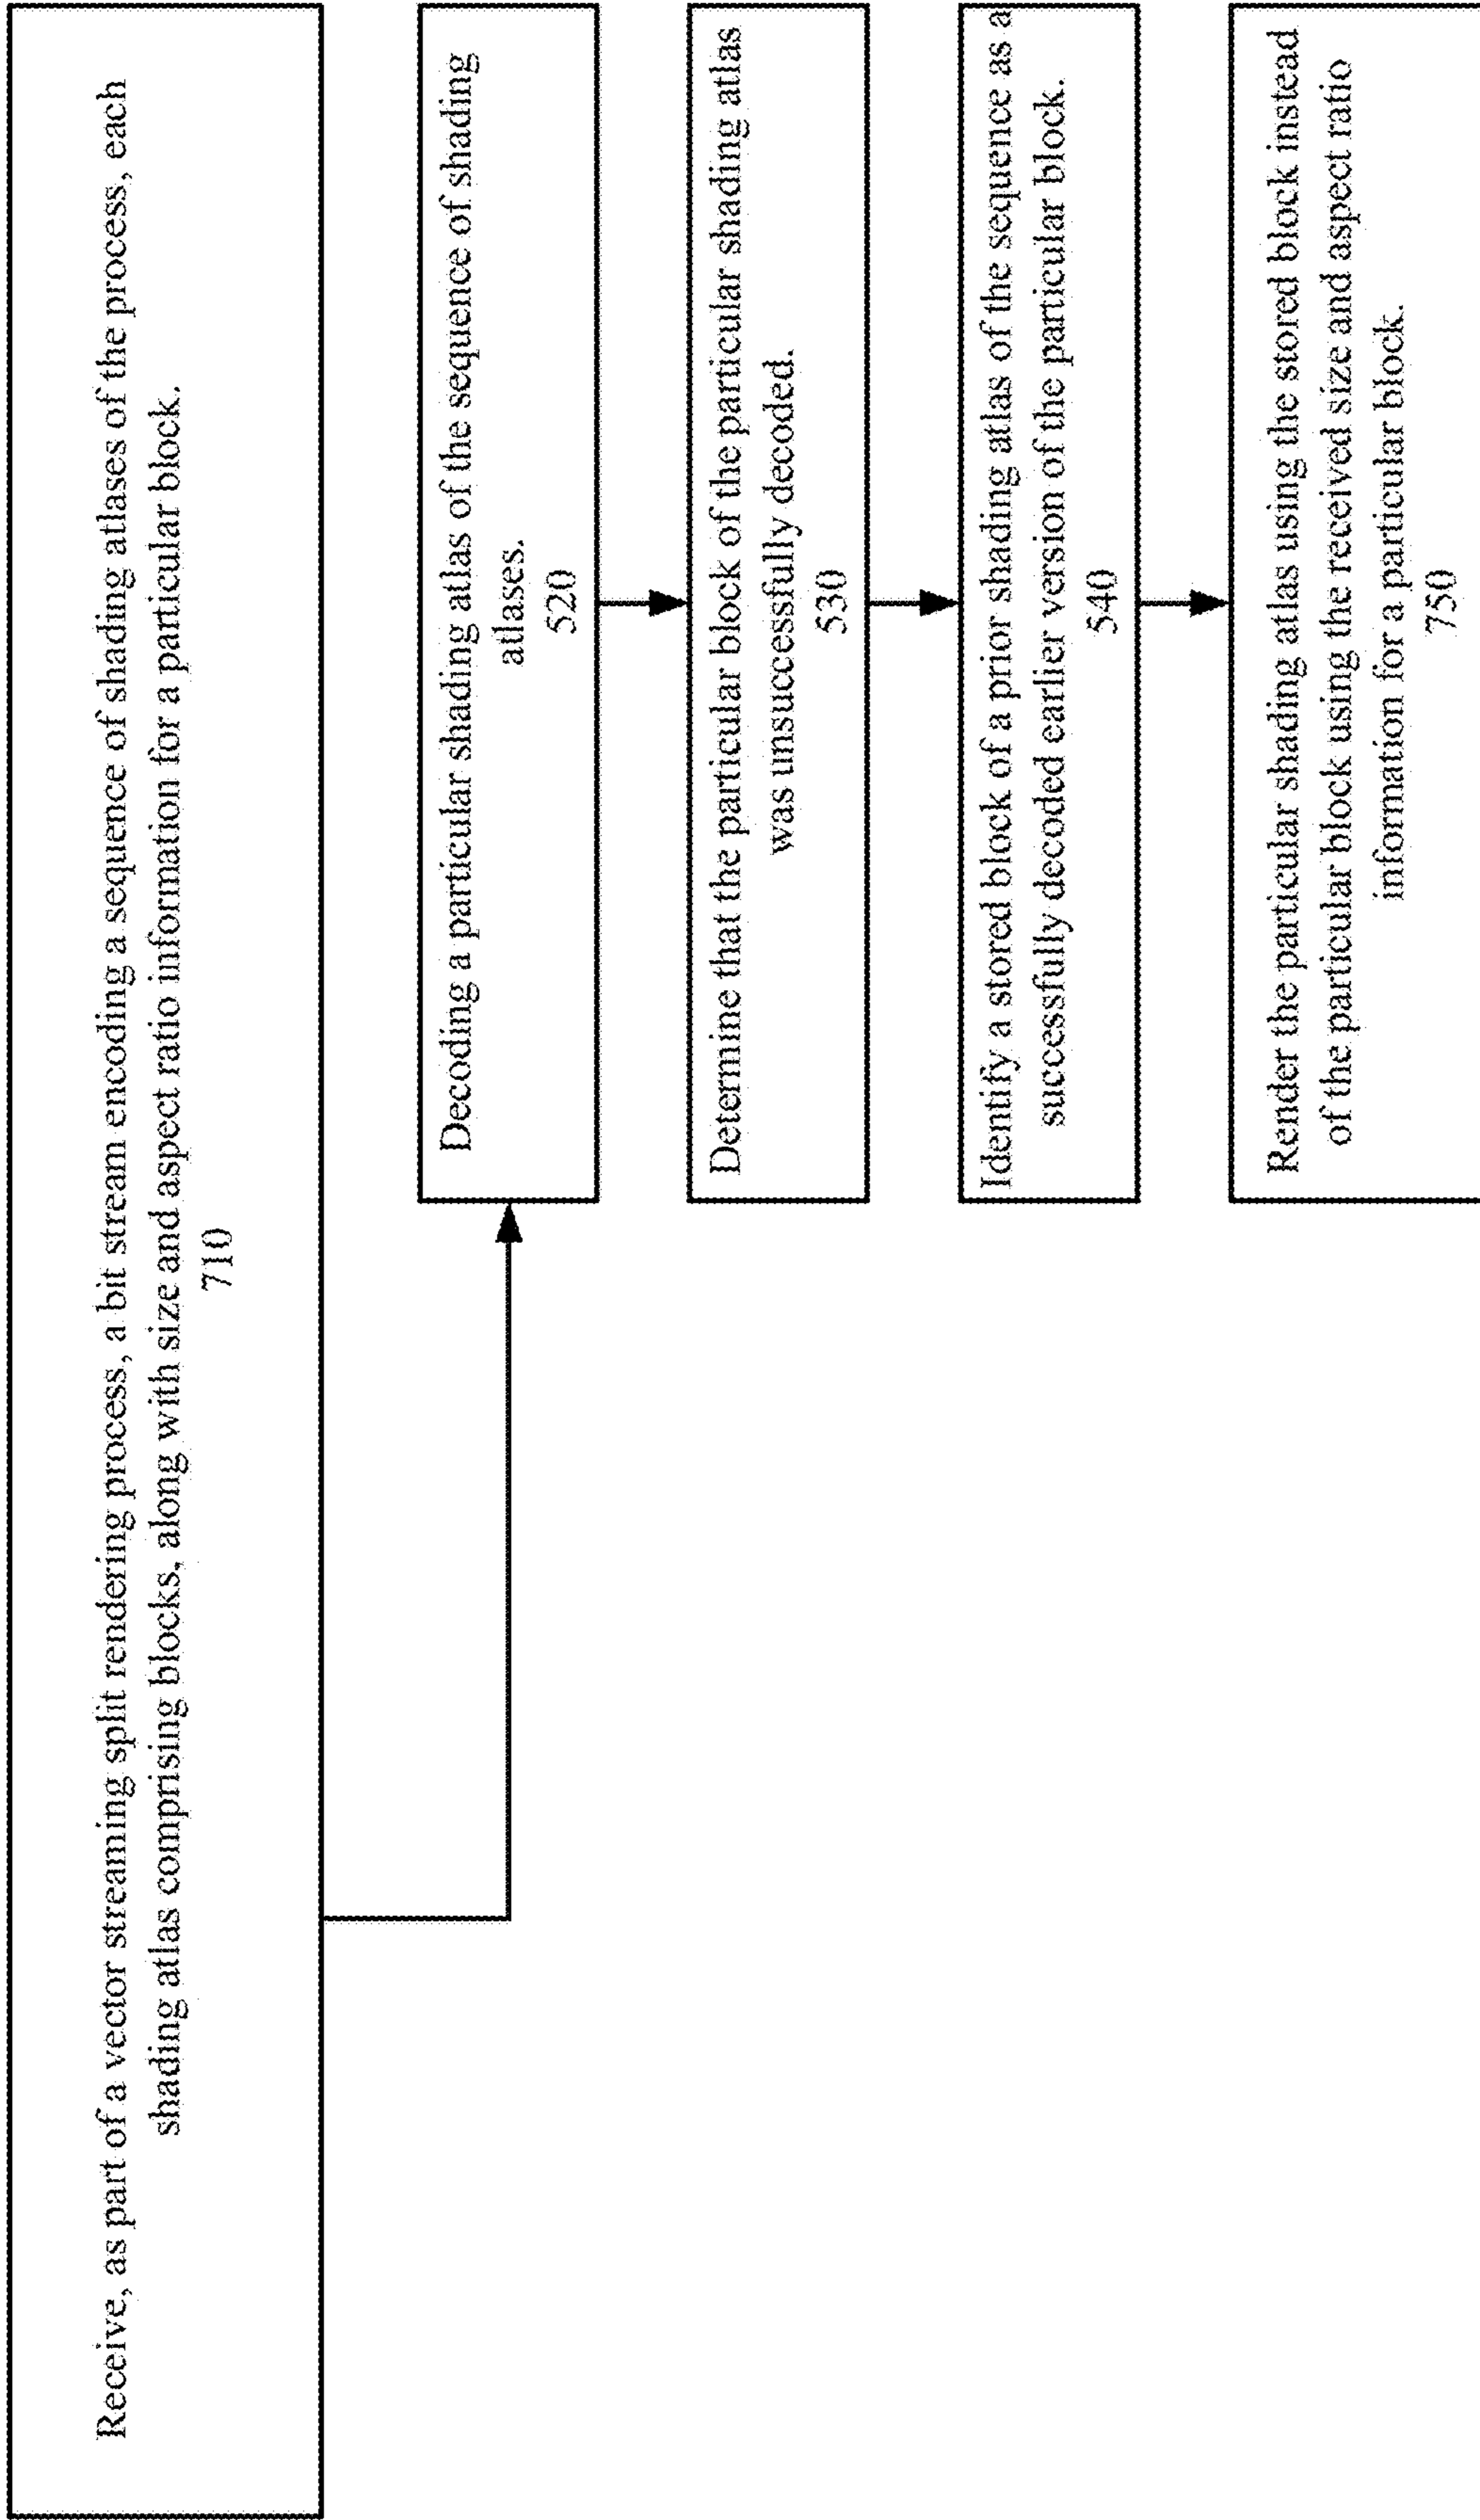 Receive, as part of a vector streaming split rendering process, a bit stream encoding a sequence of shading atlases of the process, each
shading atlas comprising blocks, along with size and aspect ratio information for a particular block.
710
Decoding a particular shading atlas of the sequence of shading
atlases.
520
Determine that the particular block of the particular shading atlas
was unsuccessfully decoded.
530
Identify a stored block of a prior shading atlas of the sequence as a
successfully decoded earlier version of the particular block.
540
Render the particular shading atlas using the stored block instead
of the particular block using the received size and aspect ratio
information for a particular block.
750